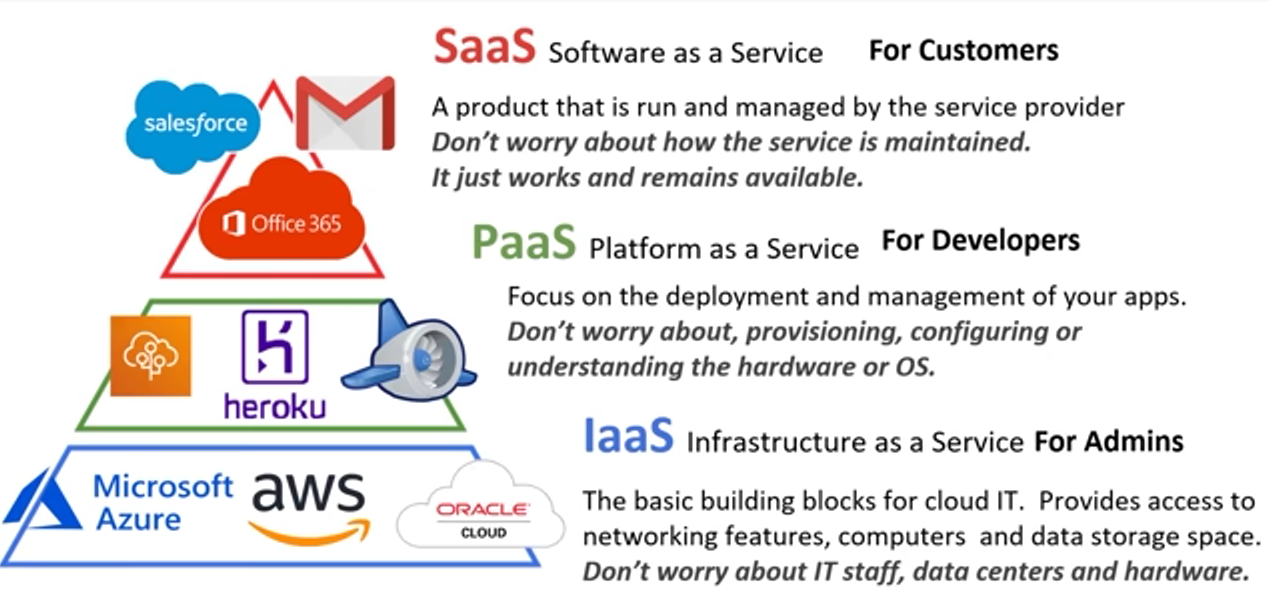 SaaS Software as a Service For Customers
A product that is run and managed by the service provider
Don’t worry about how the service is maintained.
It just works and remains available.
salesforce
Office 365
PaaS Platform as a Service For Developers
Focus on the deployment and management of your apps.
Don’t worry about, provisioning, configuring or
understanding the hardware or OS.
heroku
IaaS Infrastructure as a Service For Admins
The basic building blocks for cloud IT. Provides access to
networking features, computers and data storage space.
Don’t worry about IT staff, data centers and hardware.
Microsoft
Azure
aws
ORACLE
CLOUD